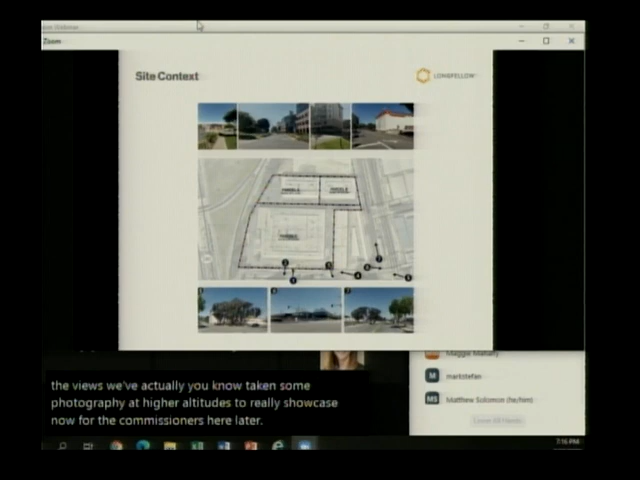 Zoom
Site Context
LONGFELLOW
the views we've actually you know taken some
photography at higher altitudes to really showcase
now for the commissioners here later.
Maggie
M markstefan
MS Matthew Solomon (he/him)
7:16 PM